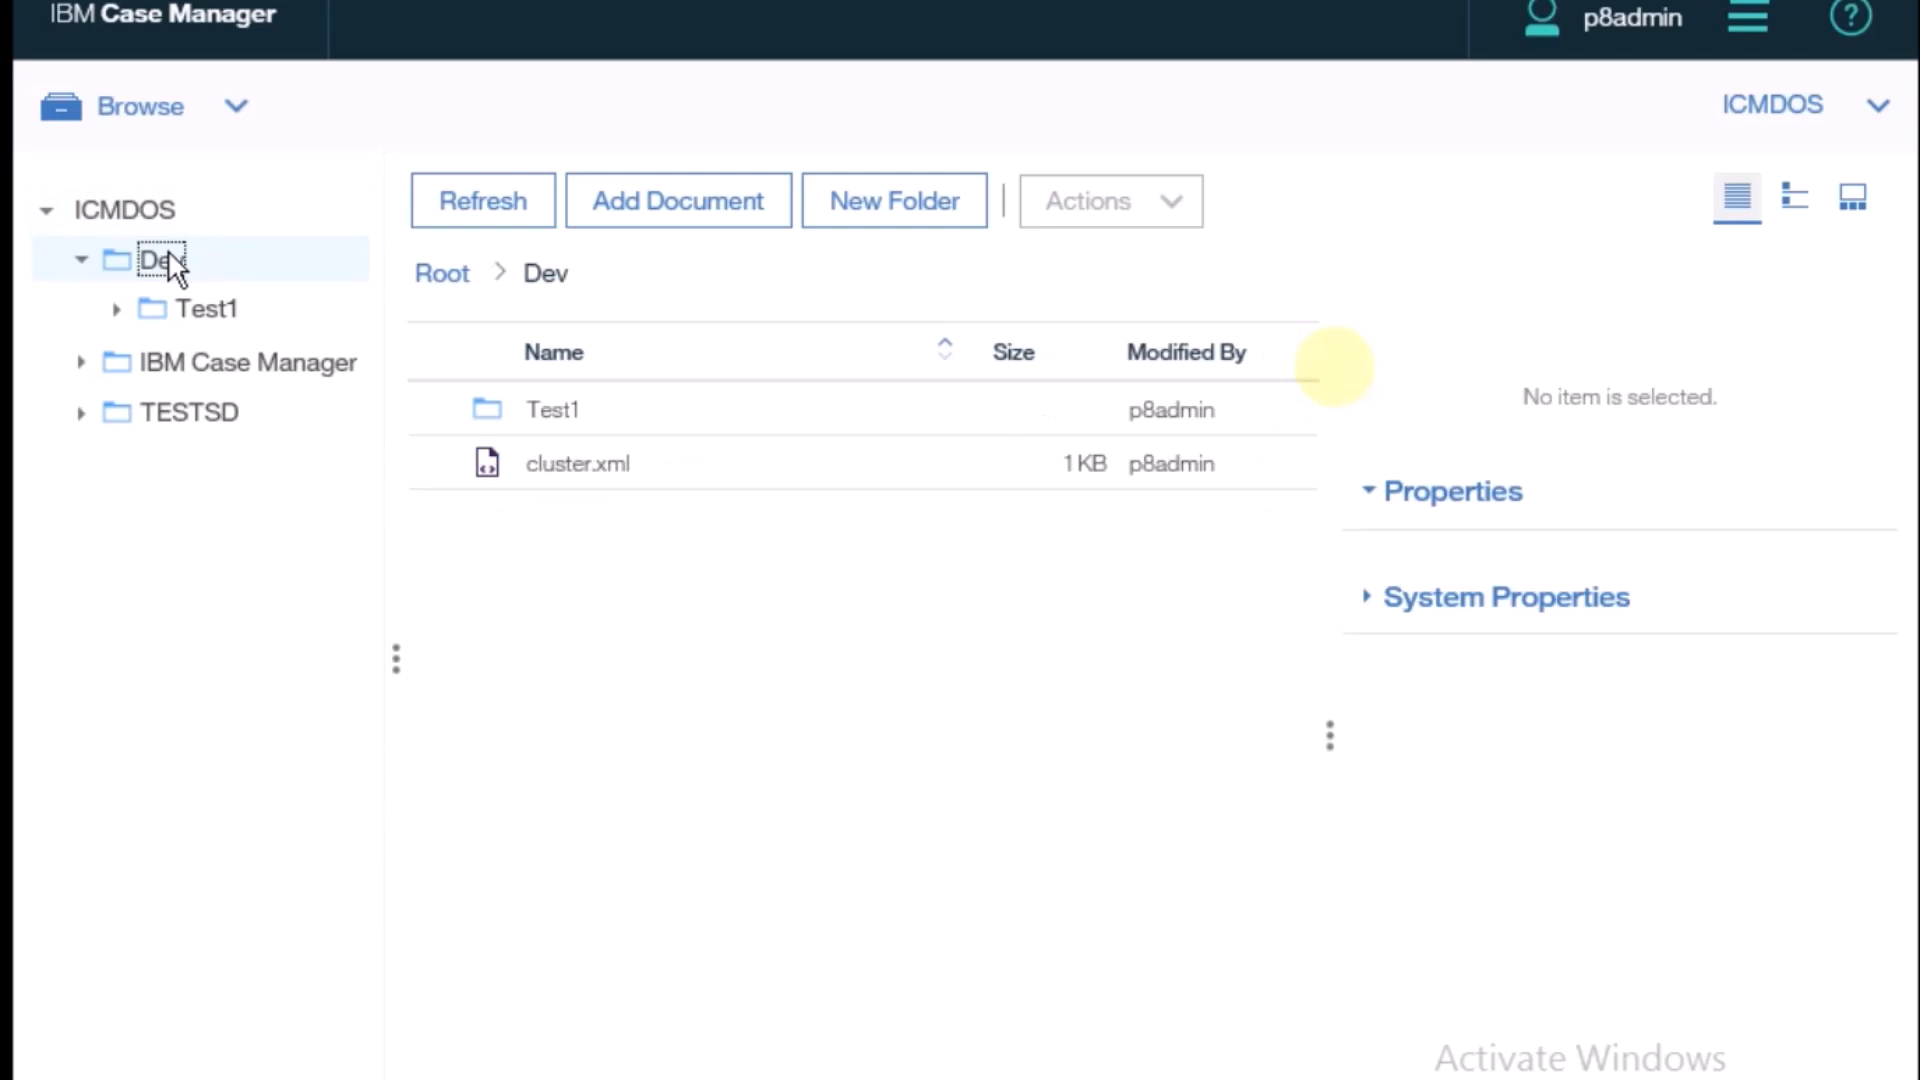 IBM Case Manager
p8admin
?
Browse
ICMDOS
ICMDOS
Refresh
Add Document
New Folder
Actions
Dev
Test1
IBM Case Manager
TESTSD
Root > Dev
Name
Size
Modified By
Test1
p8admin
cluster.xml
1 KB
p8admin
No item is selected.
Properties
System Properties
Activate Windows